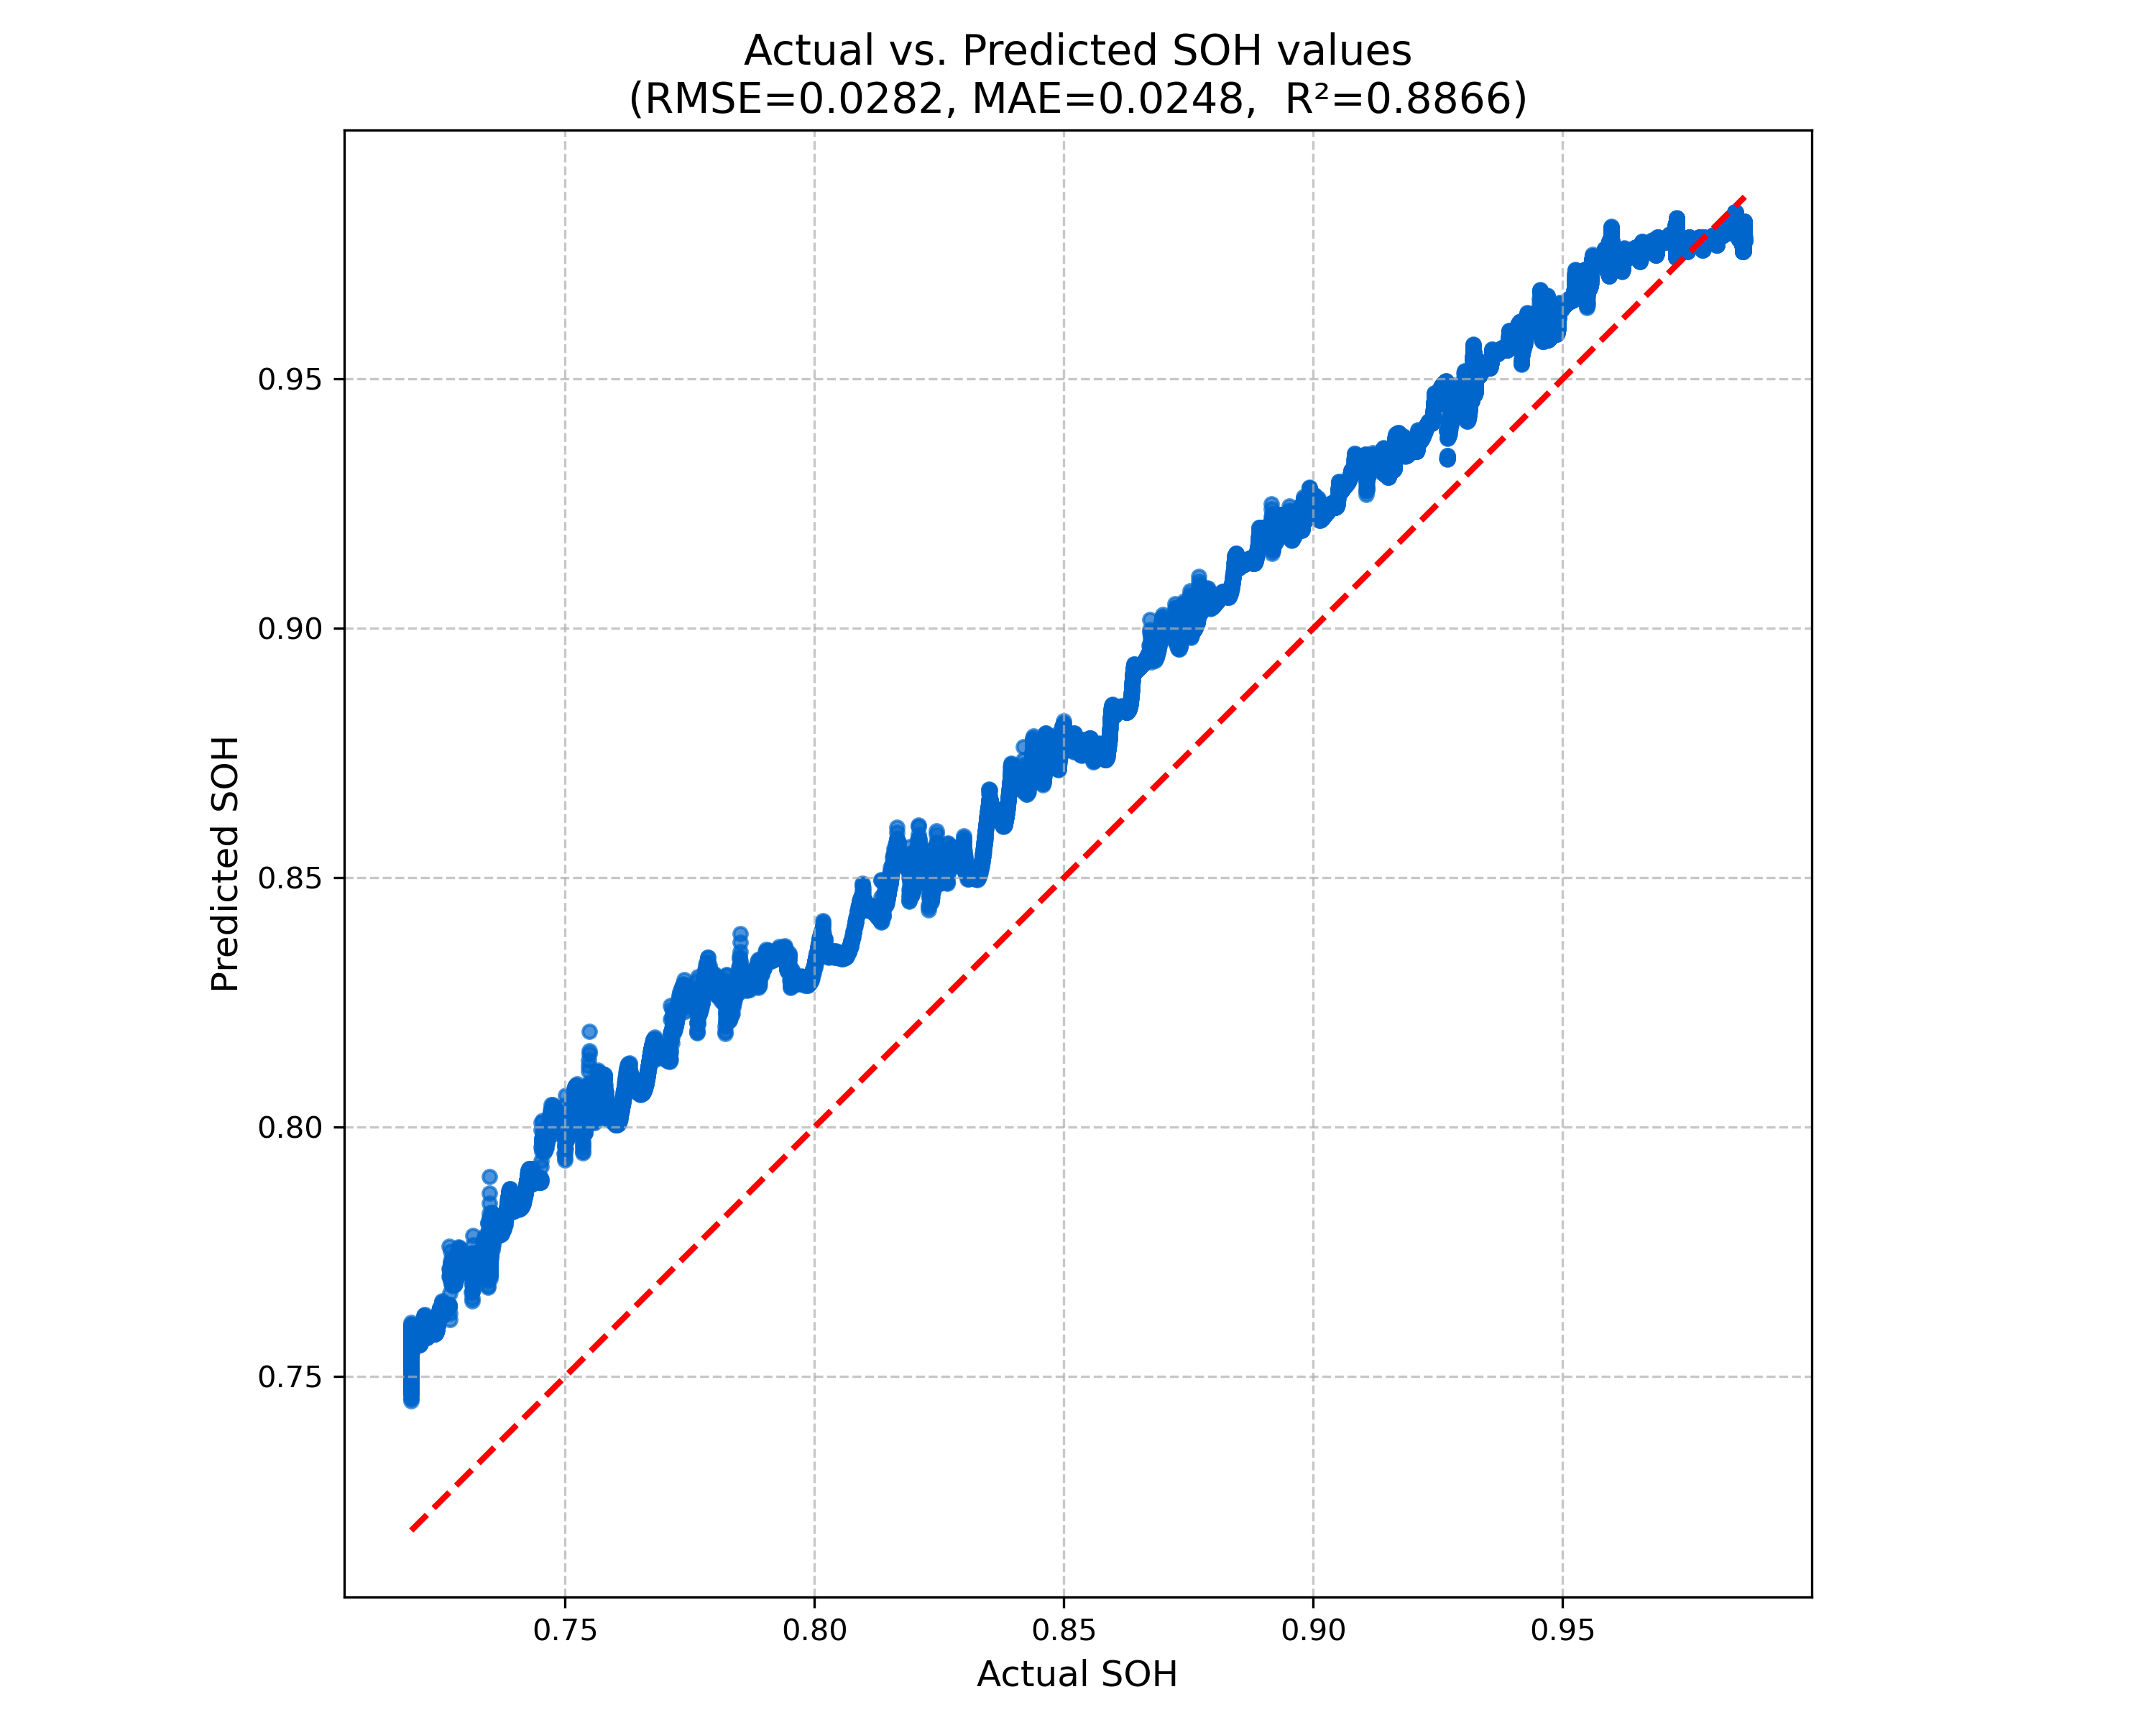 Actual vs. Predicted SOH values
(RMSE=0.0282, MAE=0.0248,  R²=0.8866)
Predicted SOH
0.95
0.90
0.85
0.80
0.75
0.75 0.80 0.85 0.90 0.95
Actual SOH